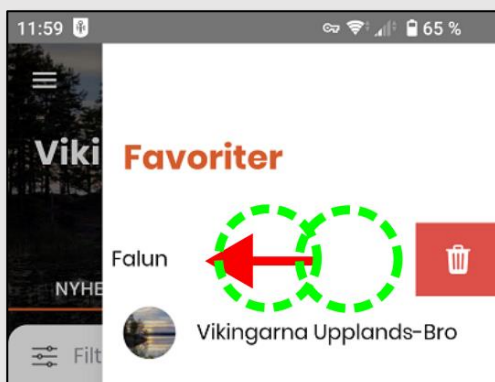 11:59 65 %
Viki
Favoriter
Falun
NYHE
Vikingarna Upplands-Bro
Filt